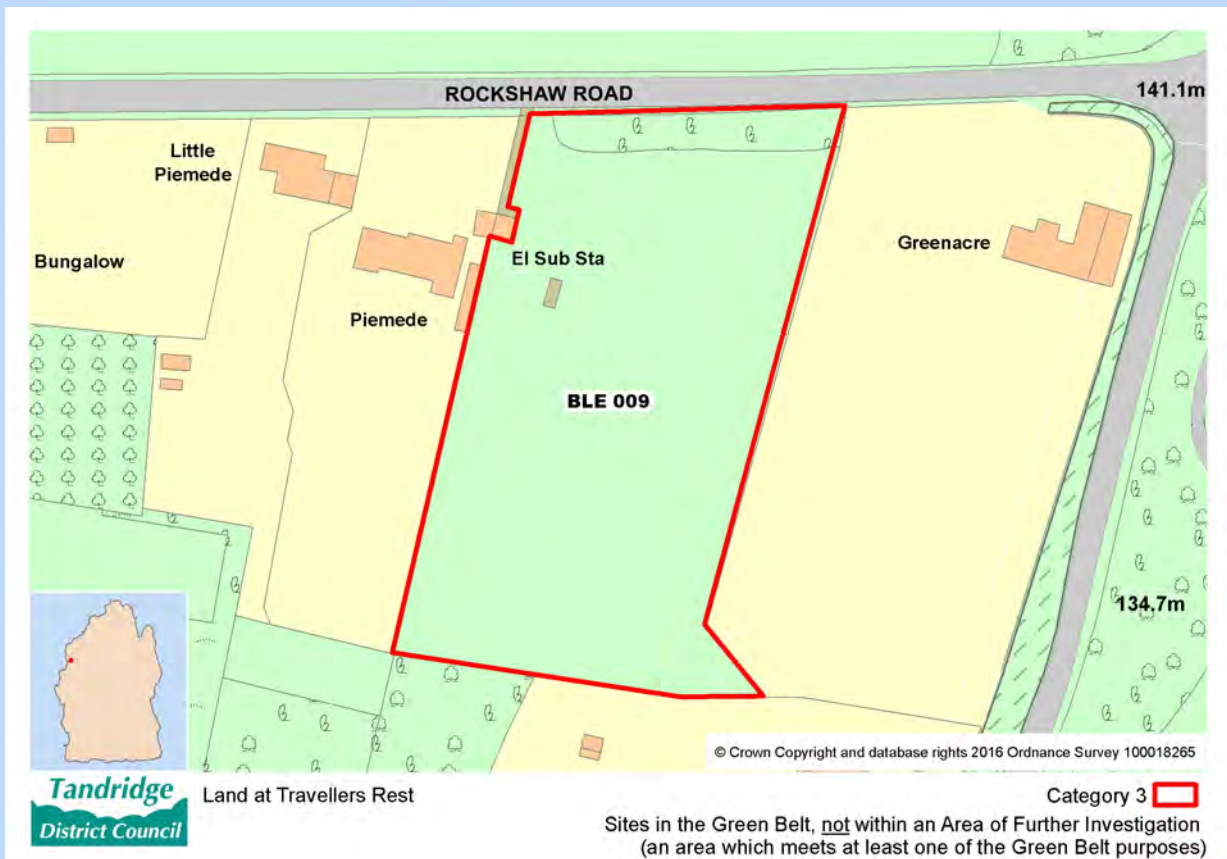 ROCKSHAW ROAD
141.1m
Little
Piemede
Greenacre
Bungalow
El Sub Sta
Piemede
BLE 009
134.7m
© Crown Copyright and database rights 2016 Ordnance Survey 100018265
Tandridge
District Council
Land at Travellers Rest
Category 3
Sites in the Green Belt, not within an Area of Further Investigation
(an area which meets at least one of the Green Belt purposes)